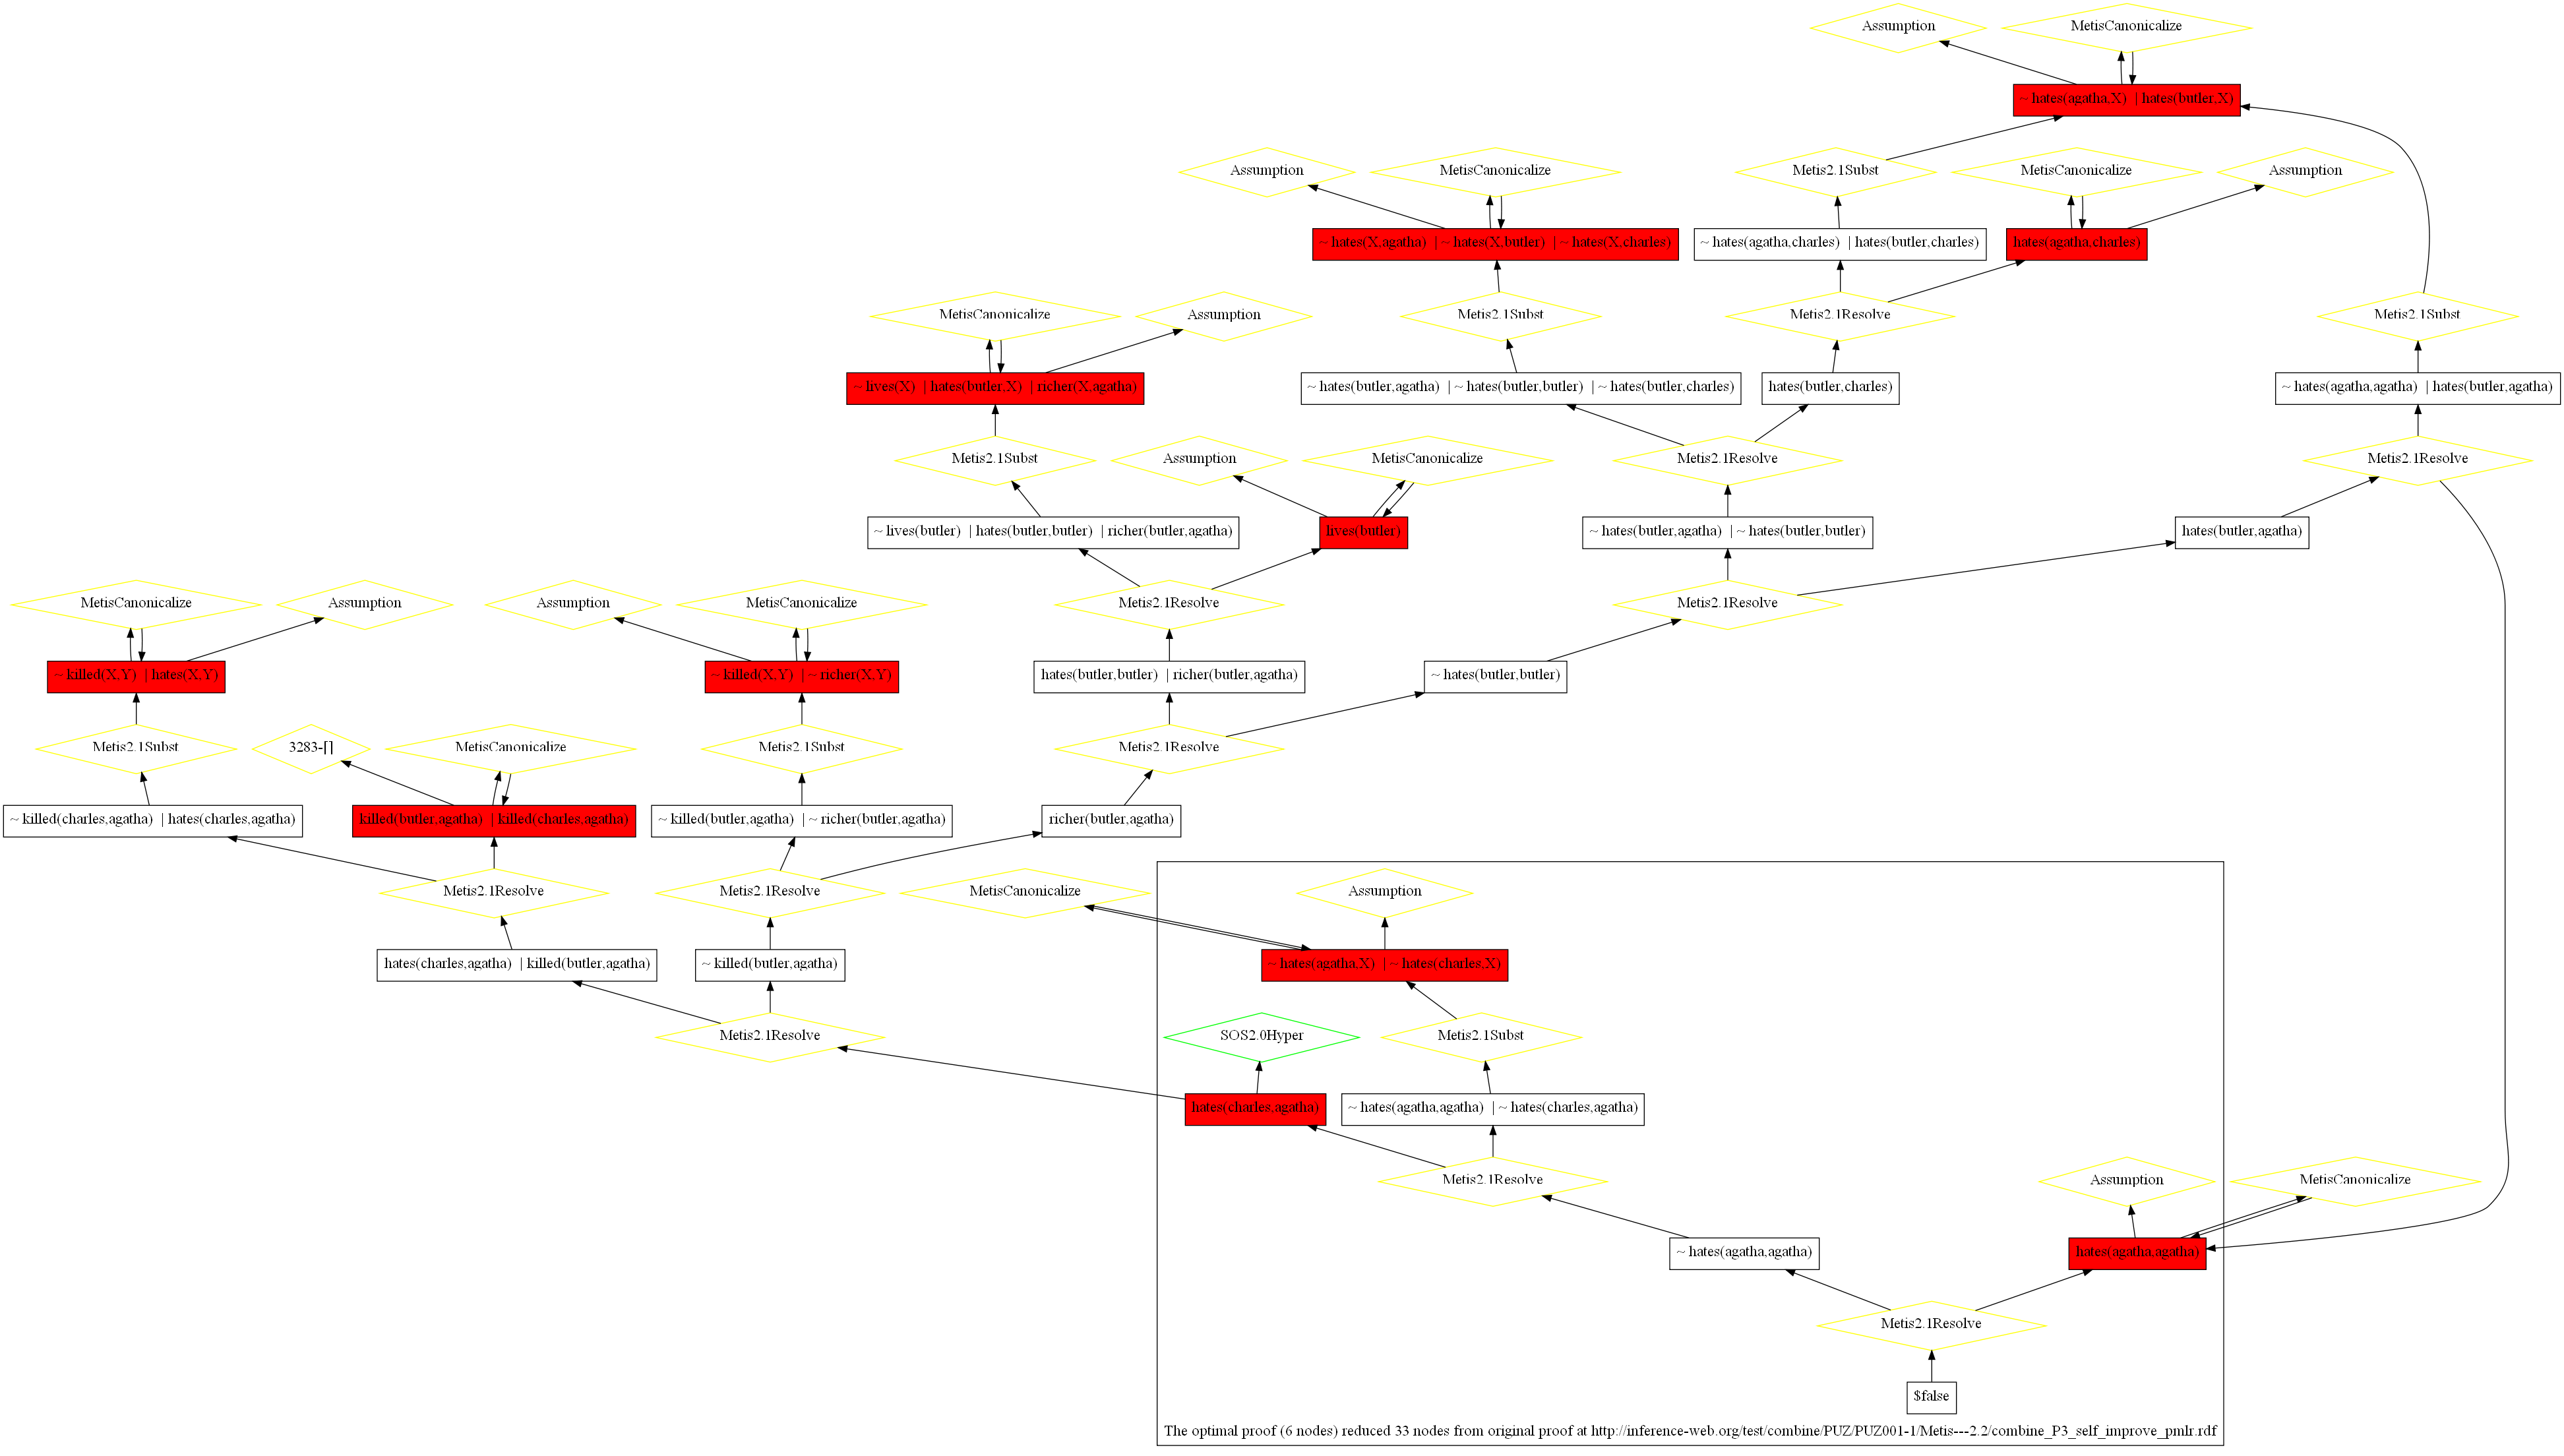 Assumption
MetisCanonicalize
~ hates(agatha,X) | hates(butler,X)
Assumption
MetisCanonicalize
Metis2.1Subst
MetisCanonicalize
Assumption
~ hates(X,agatha) | ~ hates(X,butler) | ~ hates(X,charles)
~ hates(agatha,charles) | hates(butler,charles)
hates(agatha,charles)
MetisCanonicalize
Assumption
Metis2.1Subst
Metis2.1Resolve
Metis2.1Subst
~ lives(X) | hates(butler,X) | richer(X,agatha)
~ hates(butler,agatha) | ~ hates(butler,butler) | ~ hates(butler,charles)
hates(butler,charles)
~ hates(agatha,agatha) | hates(butler,agatha)
Metis2.1Subst
Assumption
MetisCanonicalize
Metis2.1Resolve
Metis2.1Resolve
~ lives(butler) | hates(butler,butler) | richer(butler,agatha)
lives(butler)
~ hates(butler,agatha) | ~ hates(butler,butler)
hates(butler,agatha)
MetisCanonicalize
Assumption
Assumption
MetisCanonicalize
Metis2.1Resolve
Metis2.1Resolve
~ killed(X,Y) | hates(X,Y)
~ killed(X,Y) | ~ richer(X,Y)
hates(butler,butler) | richer(butler,agatha)
~ hates(butler,butler)
Metis2.1Subst
3283-[]
MetisCanonicalize
Metis2.1Subst
Metis2.1Resolve
~ killed(charles,agatha) | hates(charles,agatha)
killed(butler,agatha) | killed(charles,agatha)
~ killed(butler,agatha) | ~ richer(butler,agatha)
richer(butler,agatha)
Metis2.1Resolve
Metis2.1Resolve
MetisCanonicalize
Assumption
hates(charles,agatha) | killed(butler,agatha)
~ killed(butler,agatha)
~ hates(agatha,X) | ~ hates(charles,X)
Metis2.1Resolve
SOS2.0Hyper
Metis2.1Subst
hates(charles,agatha)
~ hates(agatha,agatha) | ~ hates(charles,agatha)
Metis2.1Resolve
Assumption
MetisCanonicalize
~ hates(agatha,agatha)
hates(agatha,agatha)
Metis2.1Resolve
$false
The optimal proof (6 nodes) reduced 33 nodes from original proof at http://inference-web.org/test/combine/PUZ/PUZ001-1/Metis---2.2/combine_P3_self_improve_pmlr.rdf